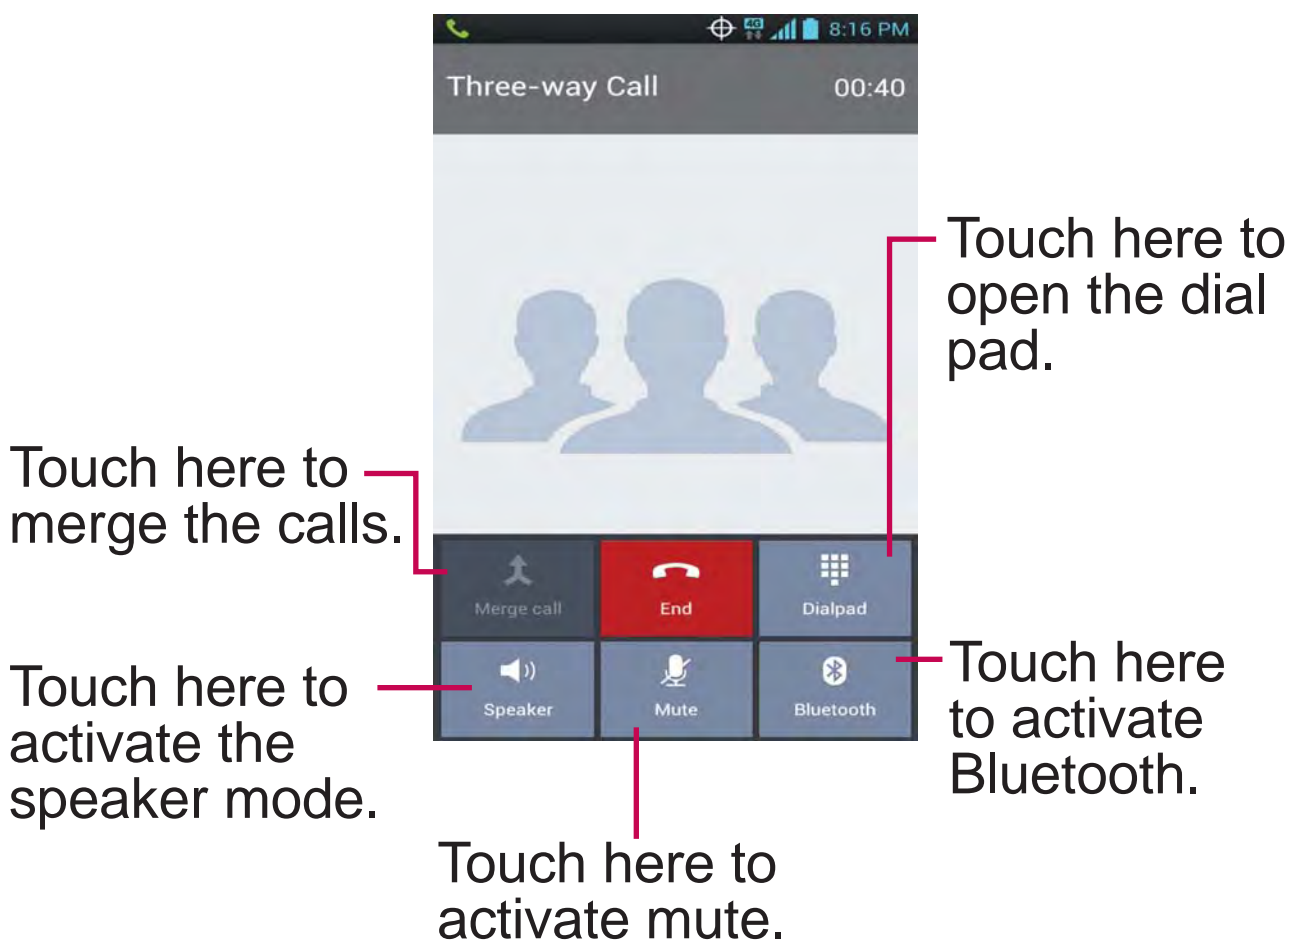 4G 8:16 PM
Three-way Call 00:40
Touch here to
open the dial
pad.
Touch here to
merge the calls.
Merge call End Dialpad
Touch here to
activate the
speaker mode.
Speaker Mute Bluetooth
Touch here
to activate
Bluetooth.
Touch here to
activate mute.